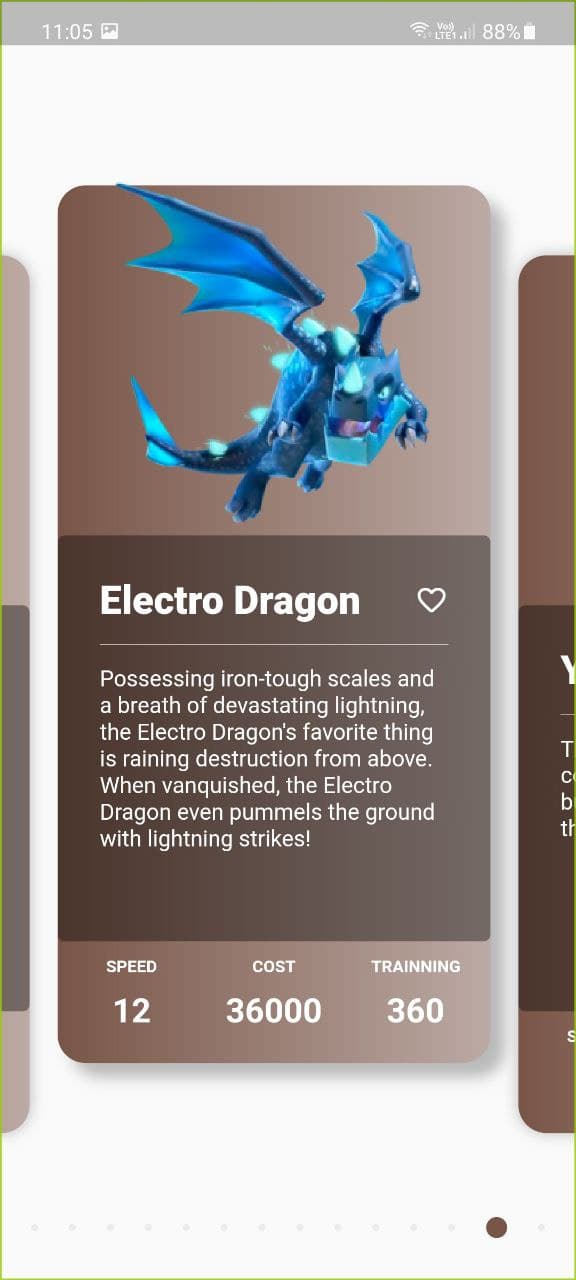 11:05
Vo)) LTE1 88%
Electro Dragon
Possessing iron-tough scales and
a breath of devastating lightning,
the Electro Dragon's favorite thing
is raining destruction from above.
When vanquished, the Electro
Dragon even pummels the ground
with lightning strikes!
SPEED COST TRAINNING
12 36000 360